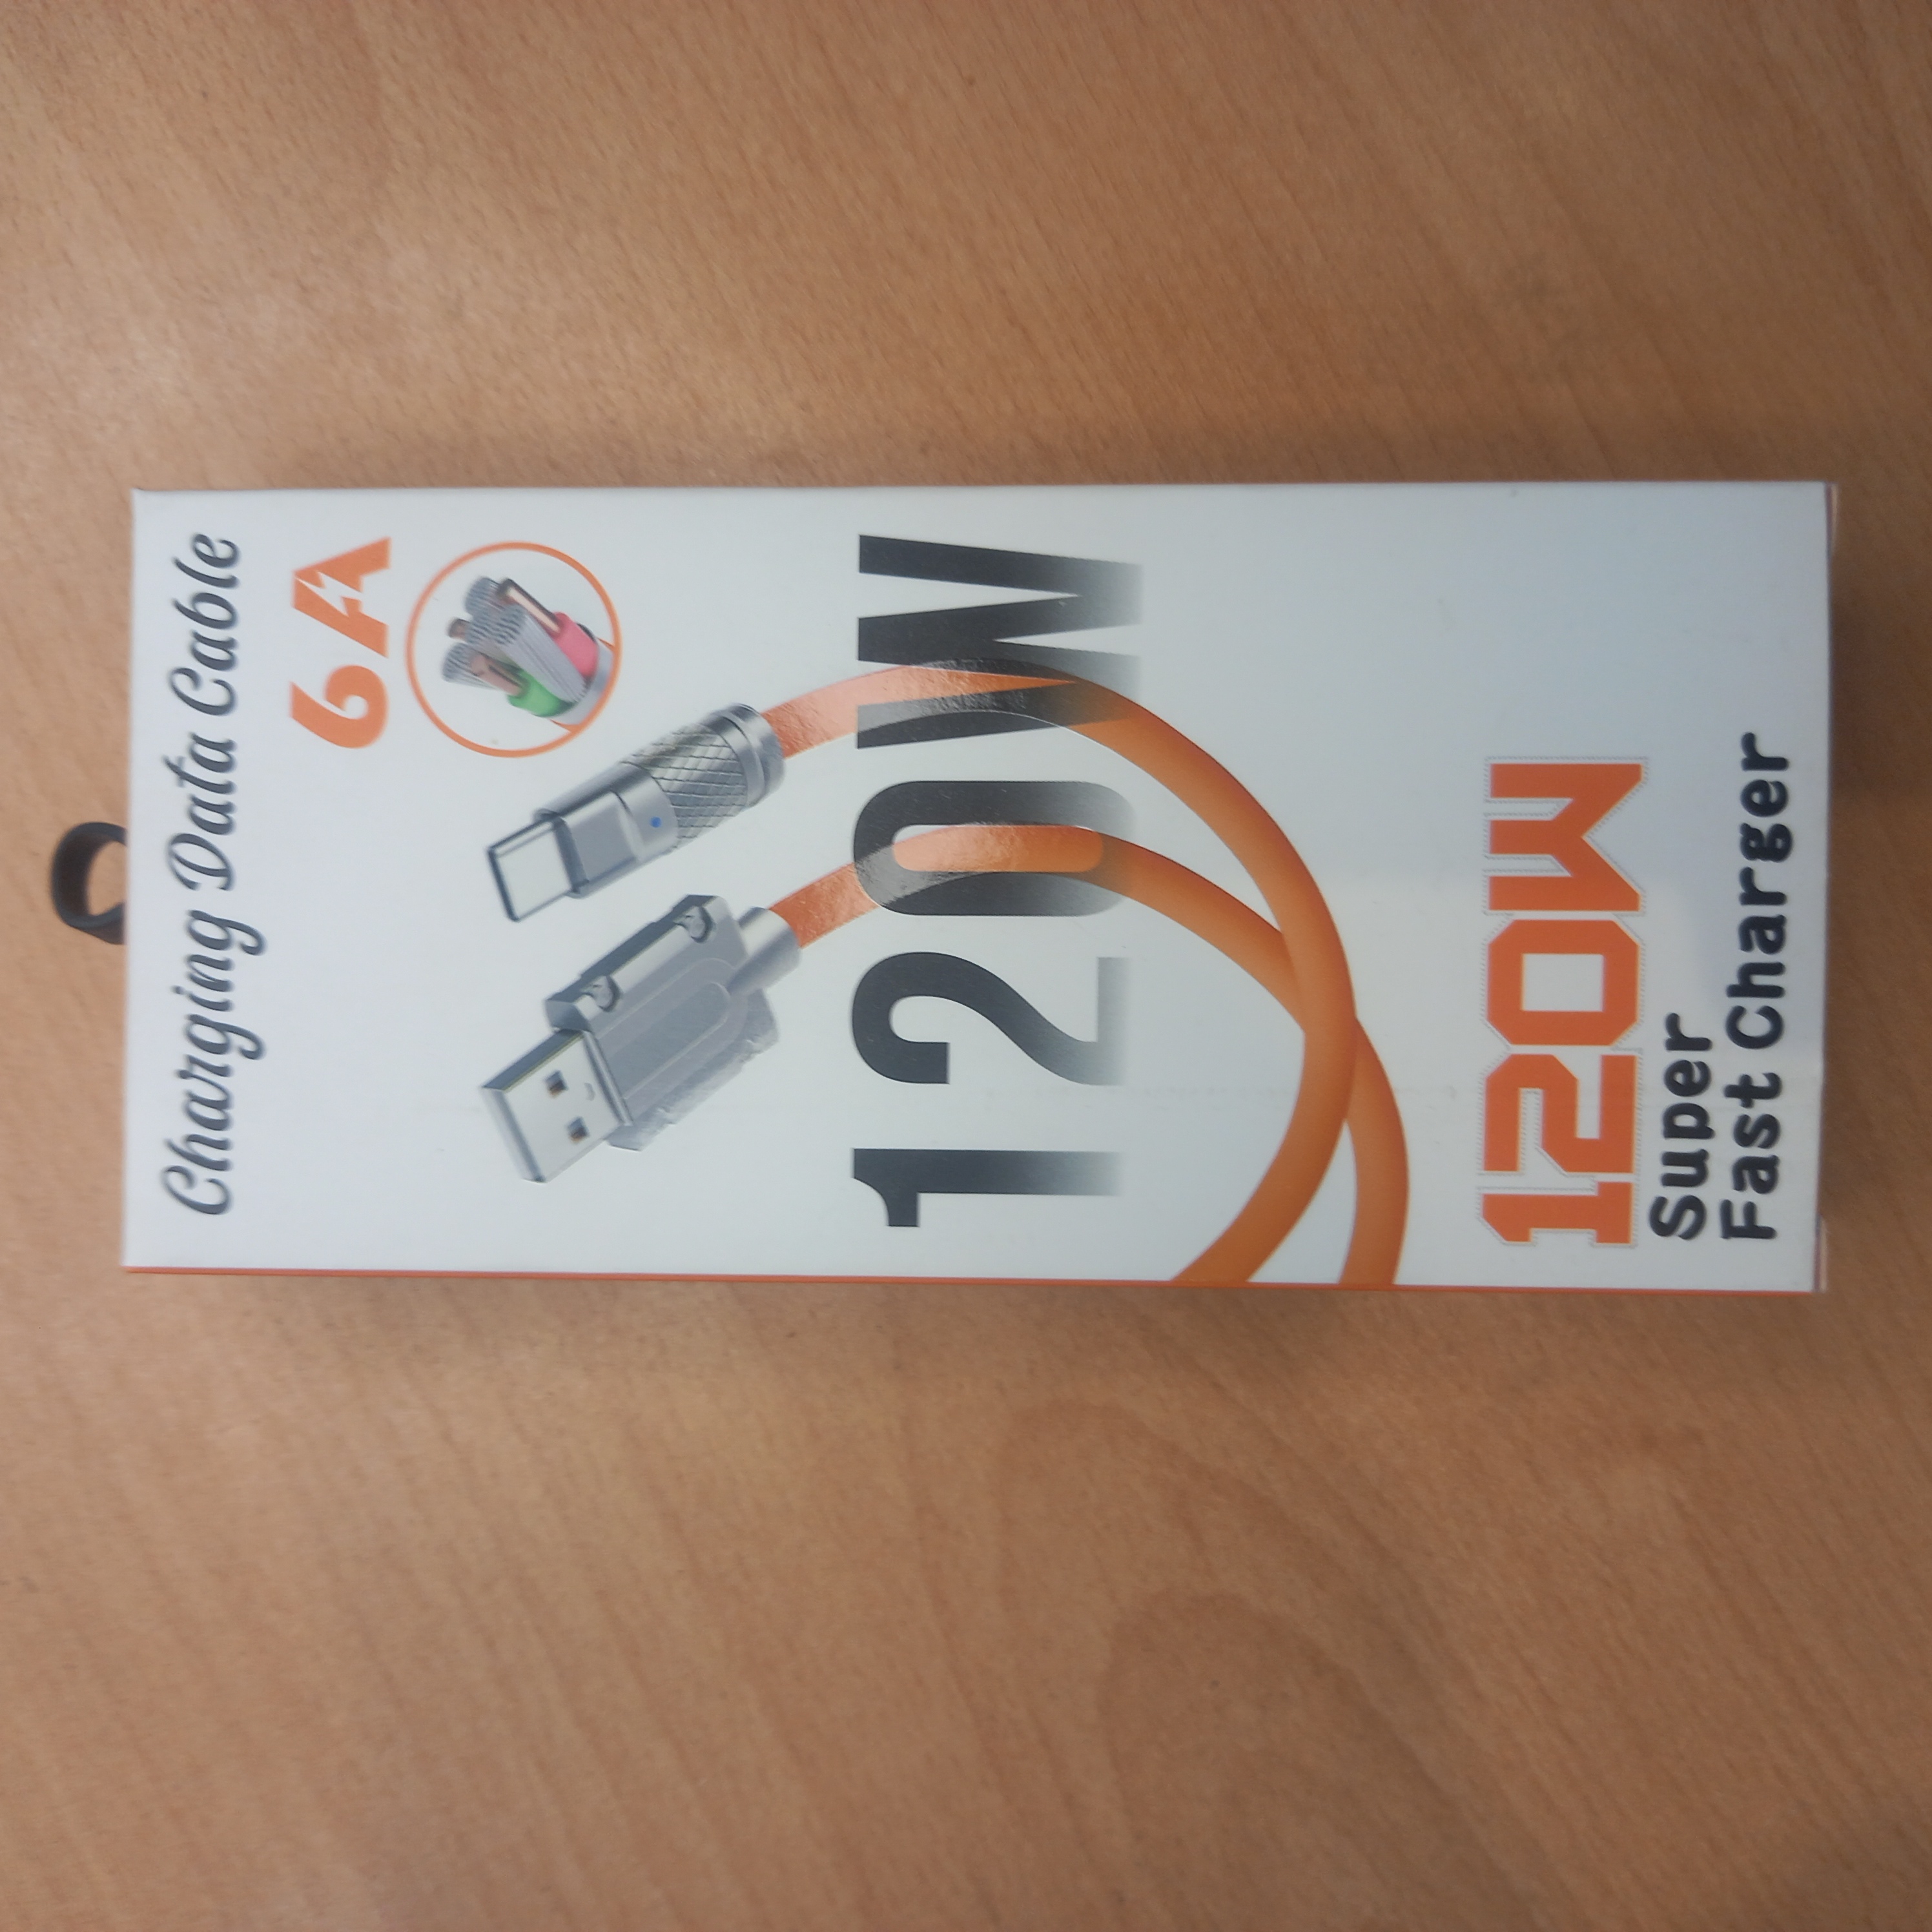 Charging Data Cable
6A
120W
120W
Super
Fast Charger